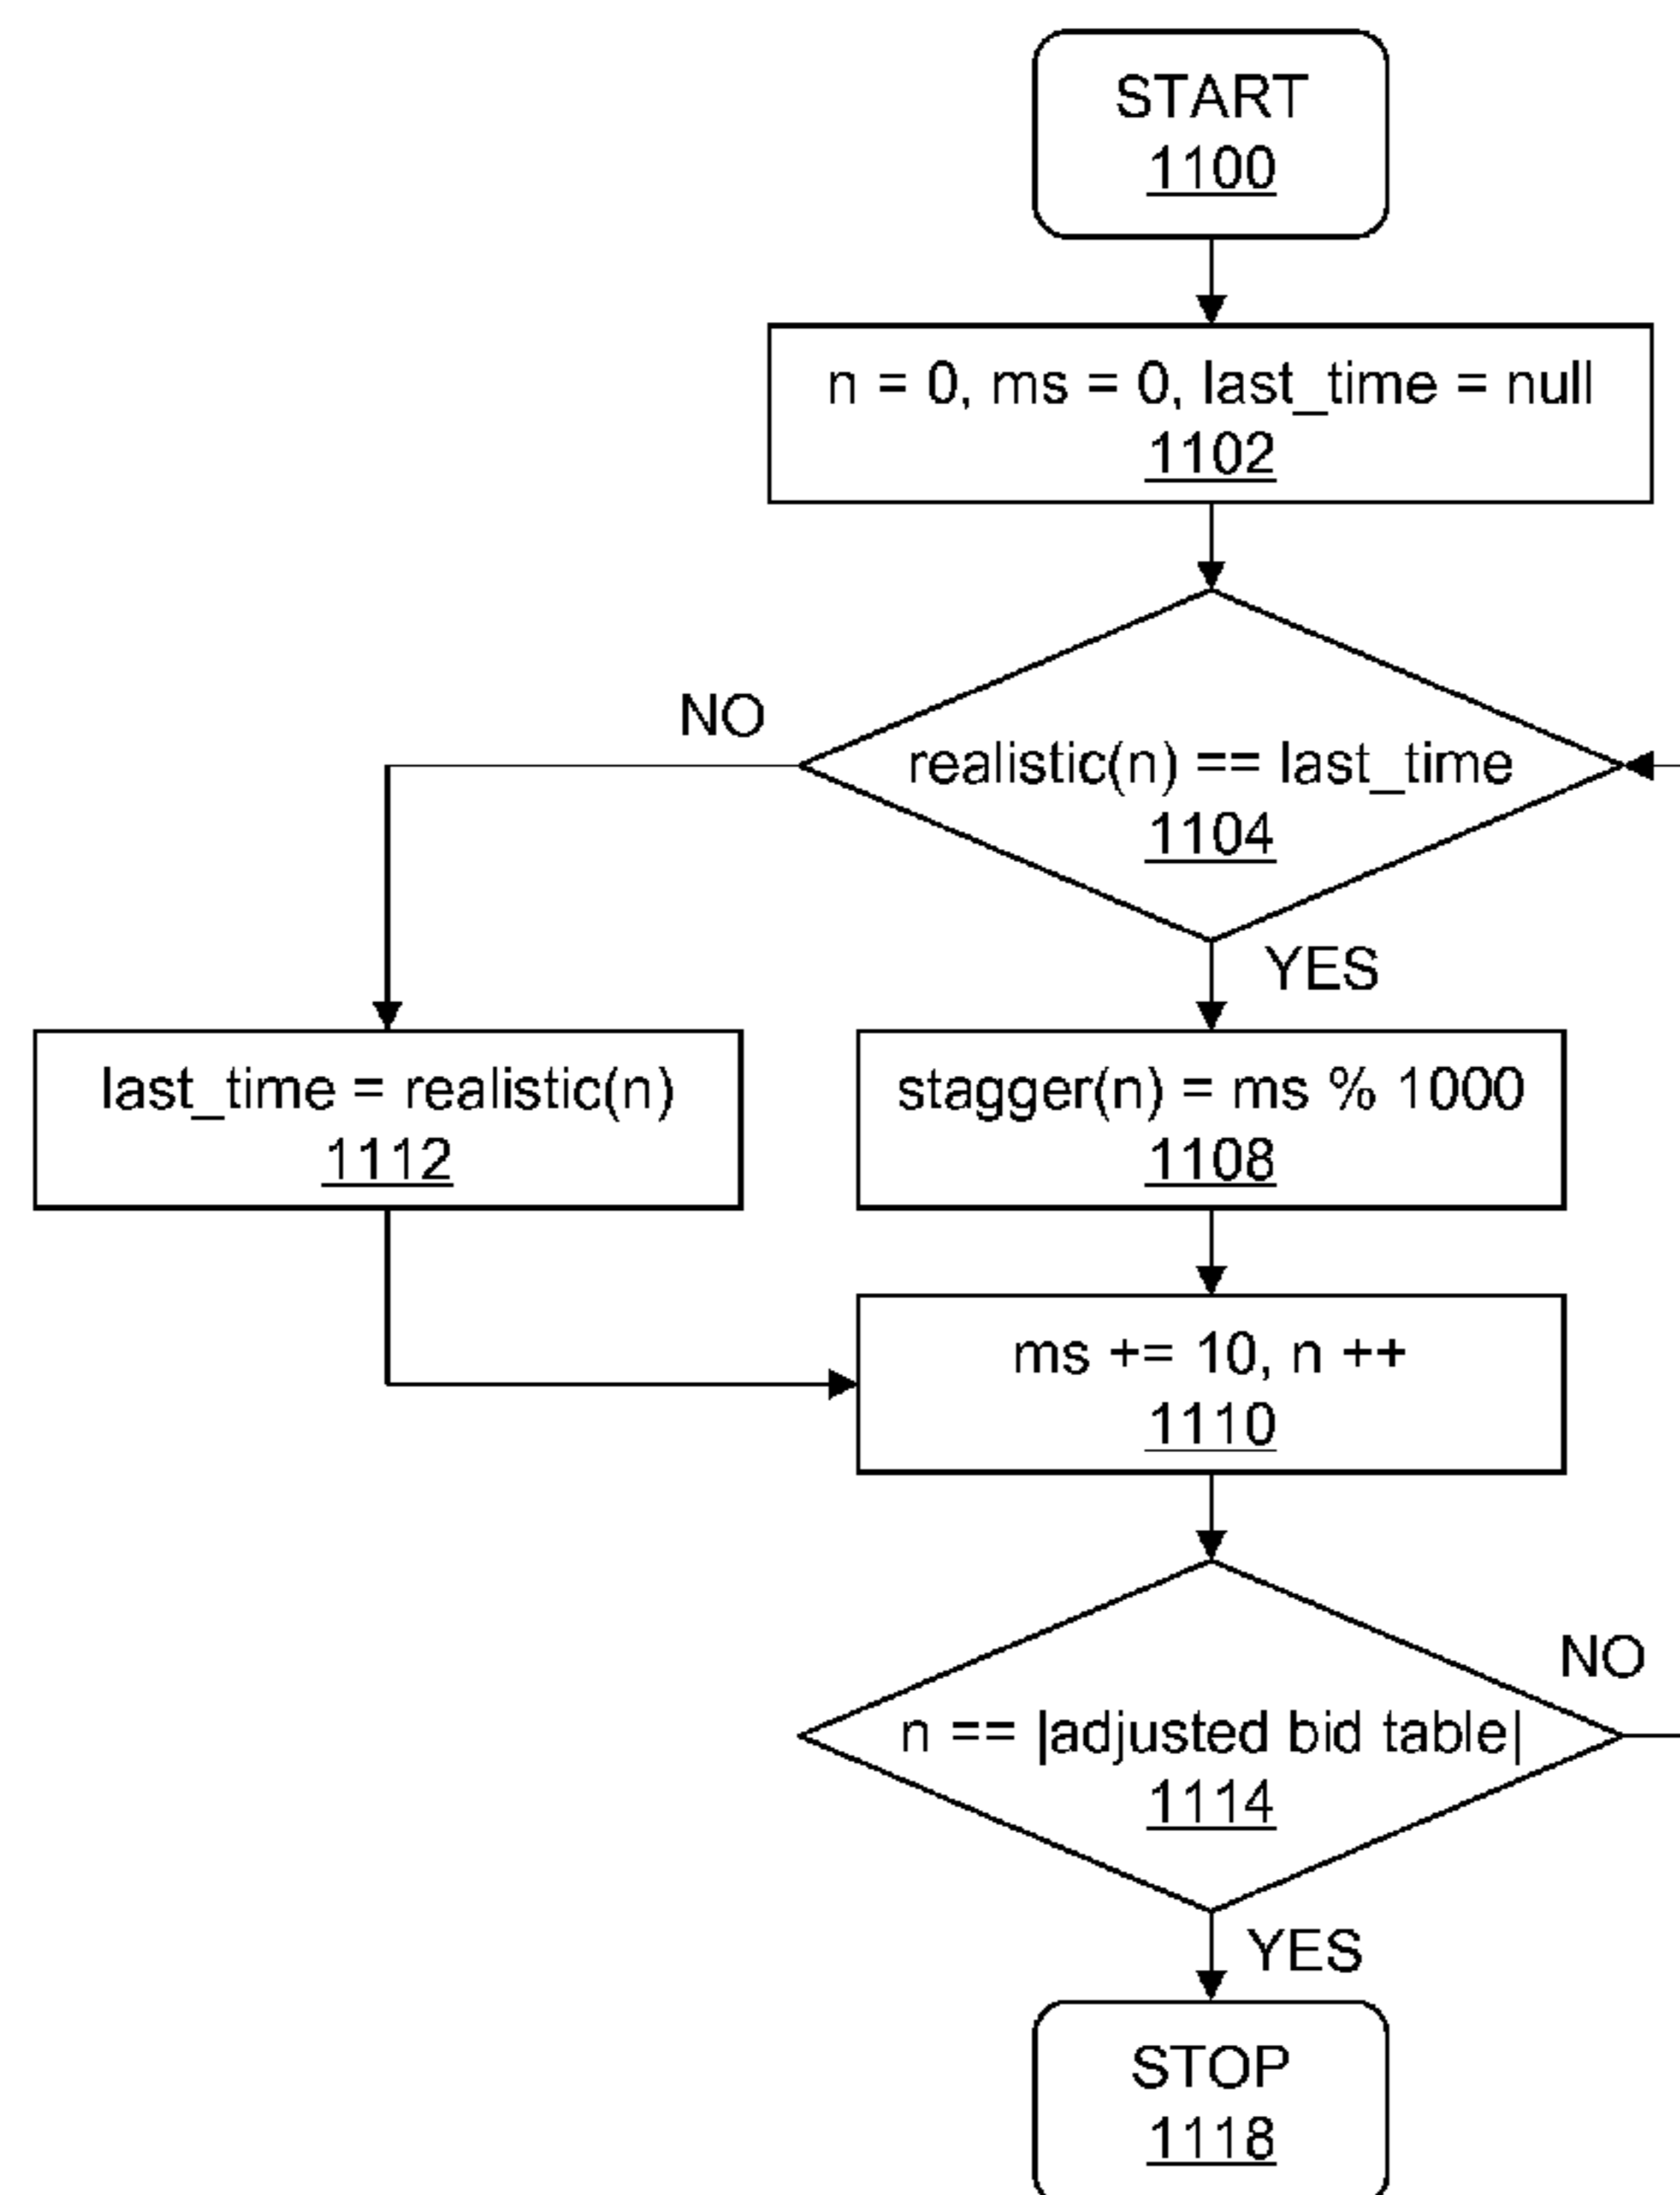 START
1100
n = 0, ms = 0, last_time = null
1102
NO
realistic(n) == last_time
1104
YES
last_time = realistic(n)
1112
stagger(n) = ms % 1000
1108
ms += 10, n ++
1110
NO
n == |adjusted bid table|
1114
YES
STOP
1118